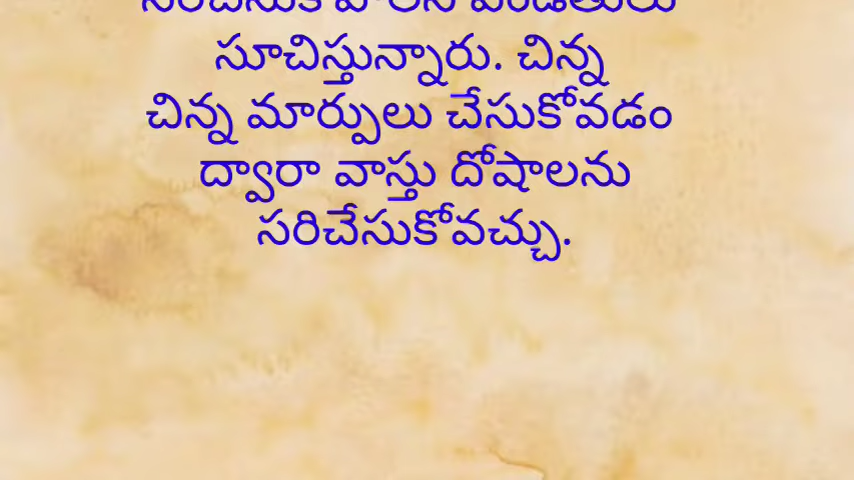 పండితులు
సూచిస్తున్నారు. చిన్న
చిన్న మార్పులు చేసుకోవడం
ద్వారా వాస్తు దోషాలను
సరిచేసుకోవచ్చు.